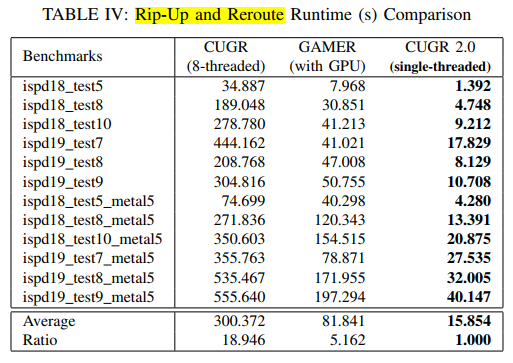 TABLE IV: Rip-Up and Reroute Runtime (s) Comparison
Benchmarks CUGR (8-threaded) GAMER (with GPU) CUGR 2.0 (single-threaded)
ispd18_test5 34.887 7.968 1.392
ispd18_test8 189.048 30.851 4.748
ispd18_test10 278.780 41.213 9.212
ispd19_test7 444.162 41.021 17.829
ispd19_test8 208.768 47.008 8.129
ispd19_test9 304.816 50.755 10.708
ispd18_test5_metal5 74.699 40.298 4.280
ispd18_test8_metal5 271.836 120.343 13.391
ispd18_test10_metal5 350.603 154.515 20.875
ispd19_test7_metal5 355.763 78.871 27.535
ispd19_test8_metal5 535.467 171.955 32.005
ispd19_test9_metal5 555.640 197.294 40.147
Average 300.372 81.841 15.854
Ratio 18.946 5.162 1.000